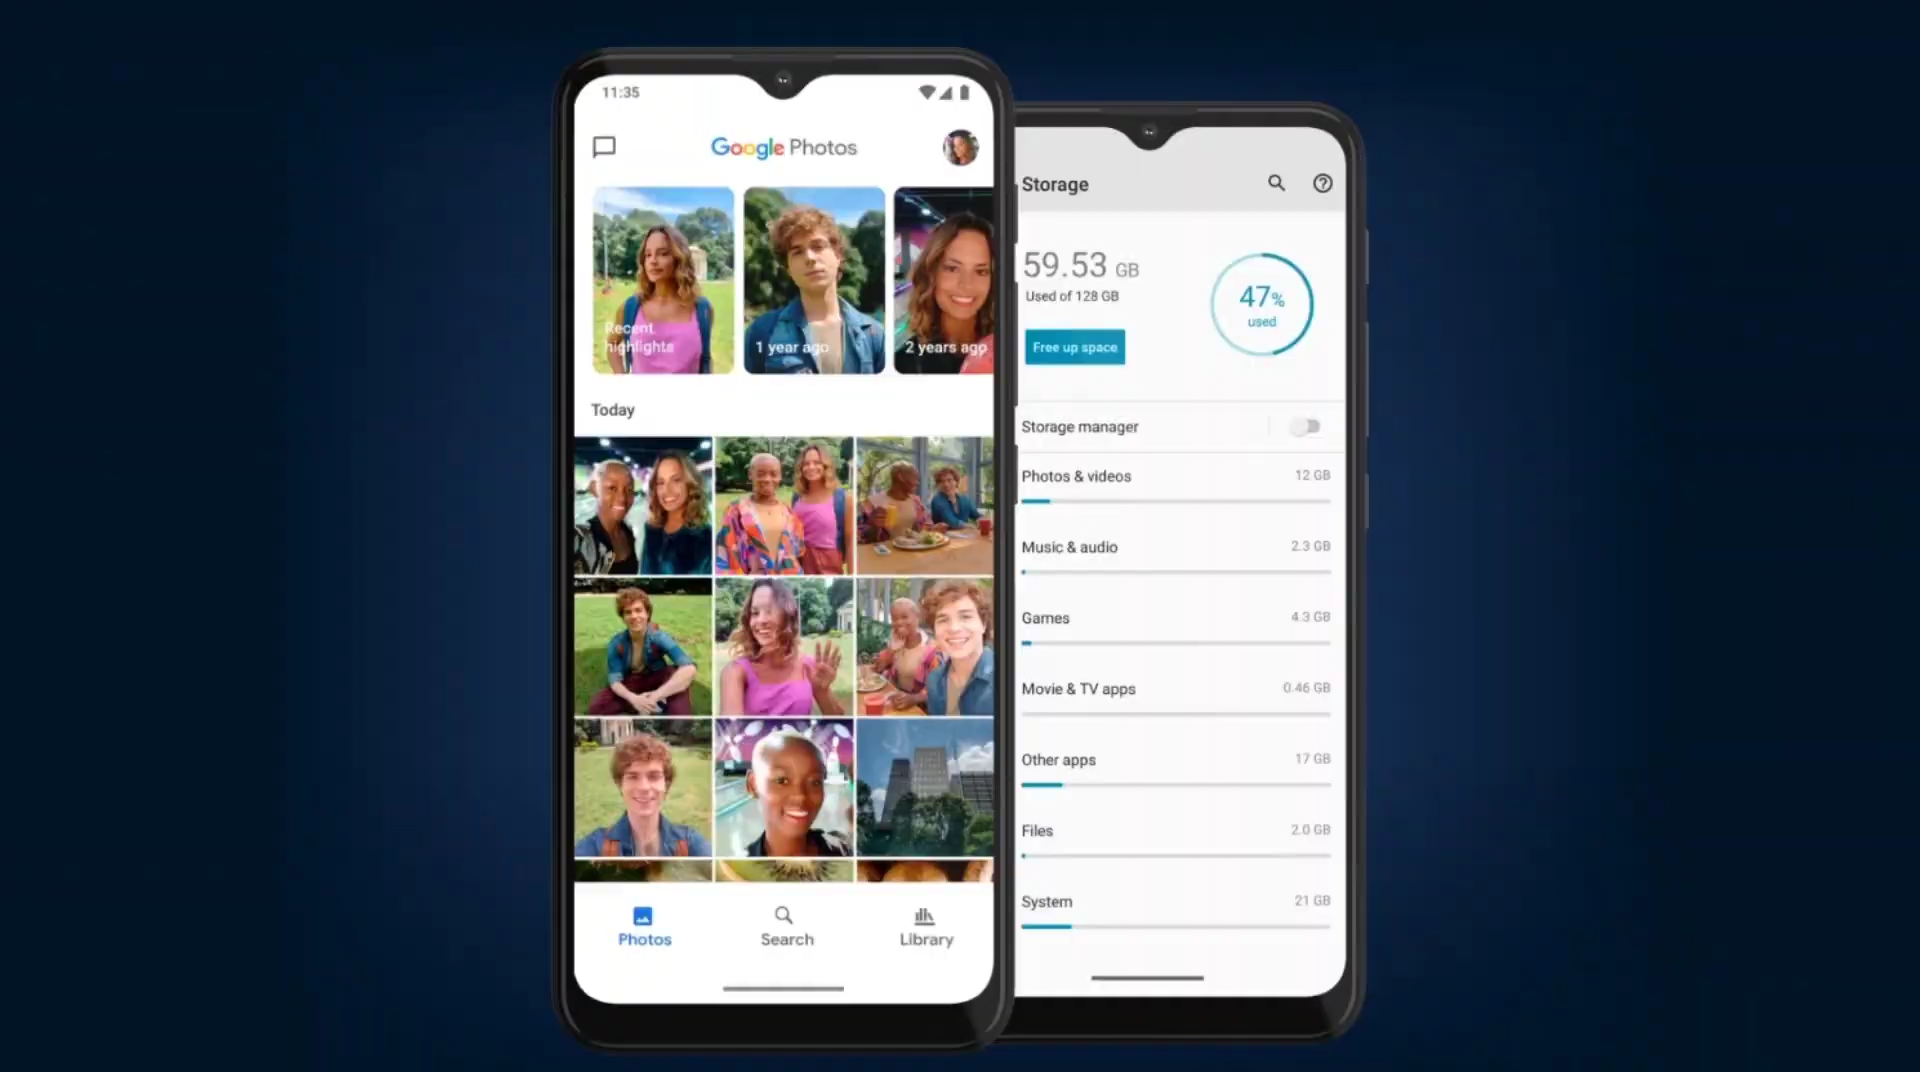 11:35
Google Photos
Recent
highlights
1 year ago
2 years ago
Today
Photos
Search
Library
Storage
59.53 GB
Used of 128 GB
47%
used
Free up space
Storage manager
Photos & videos
12 GB
Music & audio
2.3 GB
Games
4.3 GB
Movie & TV apps
0.46 GB
Other apps
17 GB
Files
2.0 GB
System
21 GB